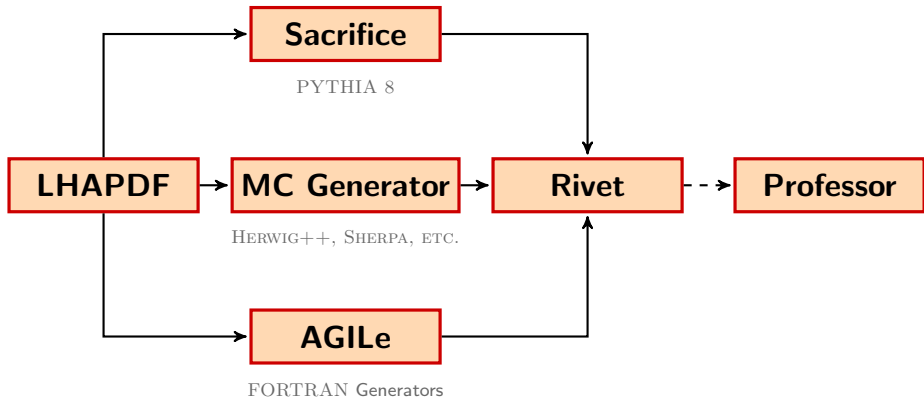 Sacrifice
PYTHIA 8
LHAPDF
MC Generator
Rivet
Professor
Herwig++, Sherpa, etc.
AGILe
FORTRAN Generators